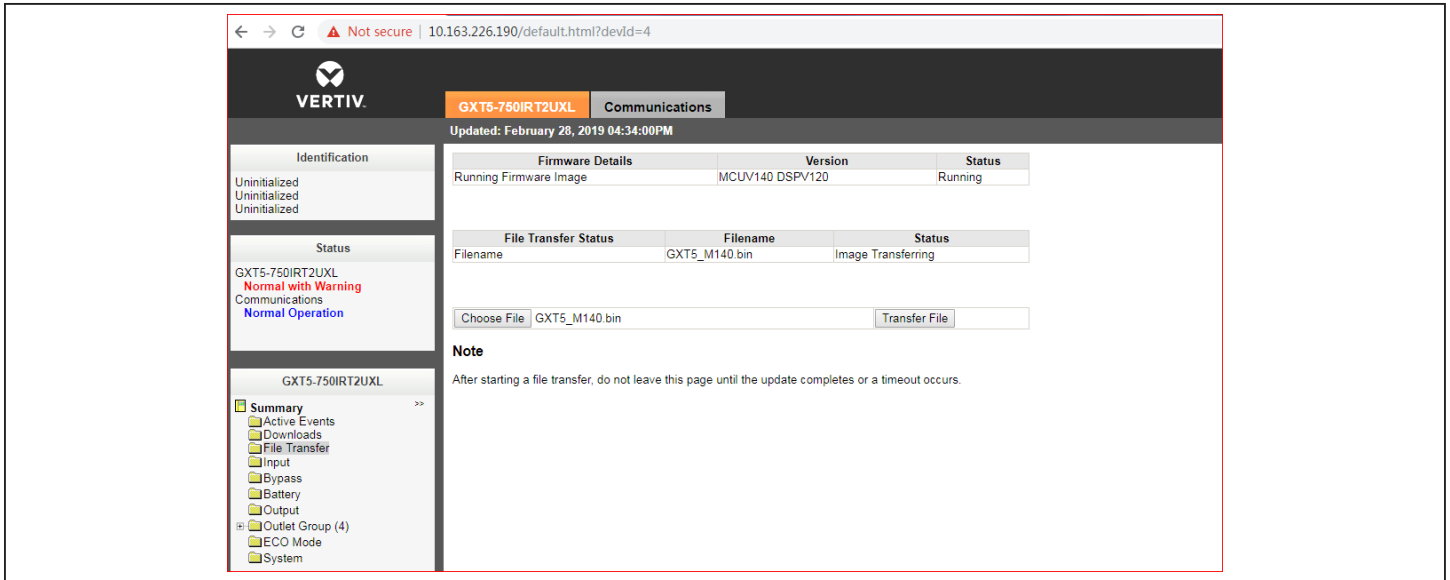 Not secure | 10.163.226.190/default.html?devId=4
VERTIV.
GXT5-750IRT2UXL Communications
Updated: February 28, 2019 04:34:00PM
Identification
Uninitialized
Uninitialized
Uninitialized
Status
GXT5-750IRT2UXL
Normal with Warning
Communications
Normal Operation
GXT5-750IRT2UXL
Summary >>
Active Events
Downloads
File Transfer
Input
Bypass
Battery
Output
Outlet Group (4)
ECO Mode
System
Firmware Details Version Status
Running Firmware Image MCUV140 DSPV120 Running
File Transfer Status Filename Status
Filename GXT5_M140.bin Image Transferring
Choose File GXT5_M140.bin Transfer File
Note
After starting a file transfer, do not leave this page until the update completes or a timeout occurs.